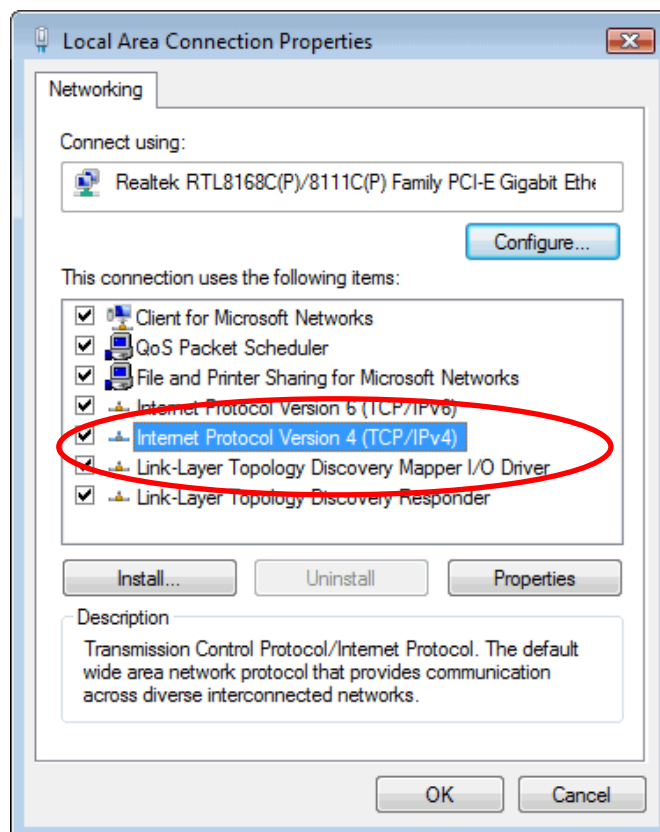 Local Area Connection Properties
Networking
Connect using:
Realtek RTL8168C(P)/8111C(P) Family PCI-E Gigabit Ethe
Configure...
This connection uses the following items:
Client for Microsoft Networks
QoS Packet Scheduler
File and Printer Sharing for Microsoft Networks
Internet Protocol Version 6 (TCP/IPv6)
Internet Protocol Version 4 (TCP/IPv4)
Link-Layer Topology Discovery Mapper I/O Driver
Link-Layer Topology Discovery Responder
Install... Uninstall Properties
Description
Transmission Control Protocol/Internet Protocol. The default
wide area network protocol that provides communication
across diverse interconnected networks.
OK Cancel